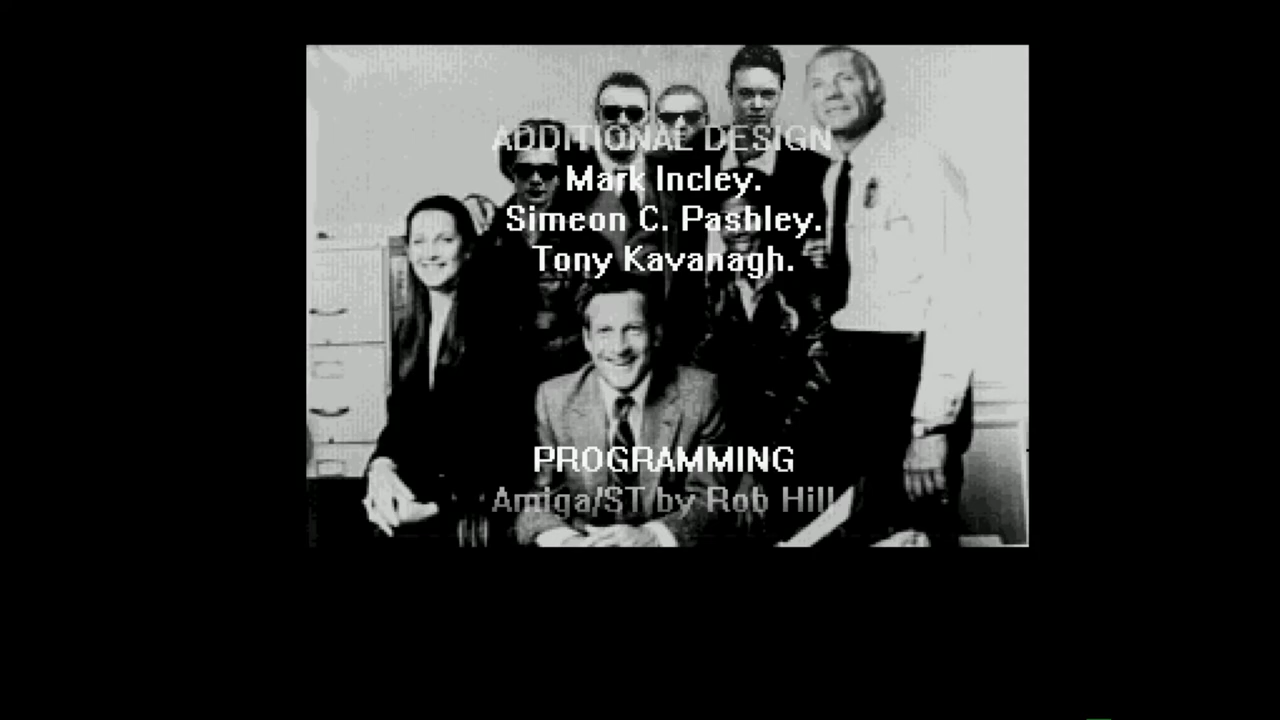 ADDITIONAL DESIGN
Mark Incley.
Simeon C. Pashley.
Tony Kavanagh.
PROGRAMMING
Amiga/ST by Rob Hill